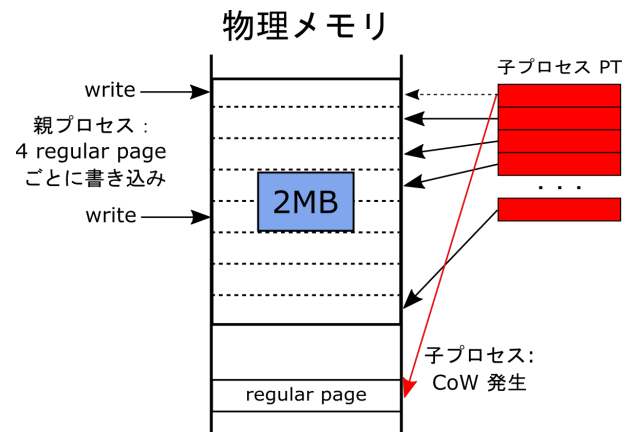 物理メモリ
子プロセス PT
write
親プロセス：
4 regular page
ごとに書き込み
2MB
write
. . .
子プロセス:
CoW 発生
regular page